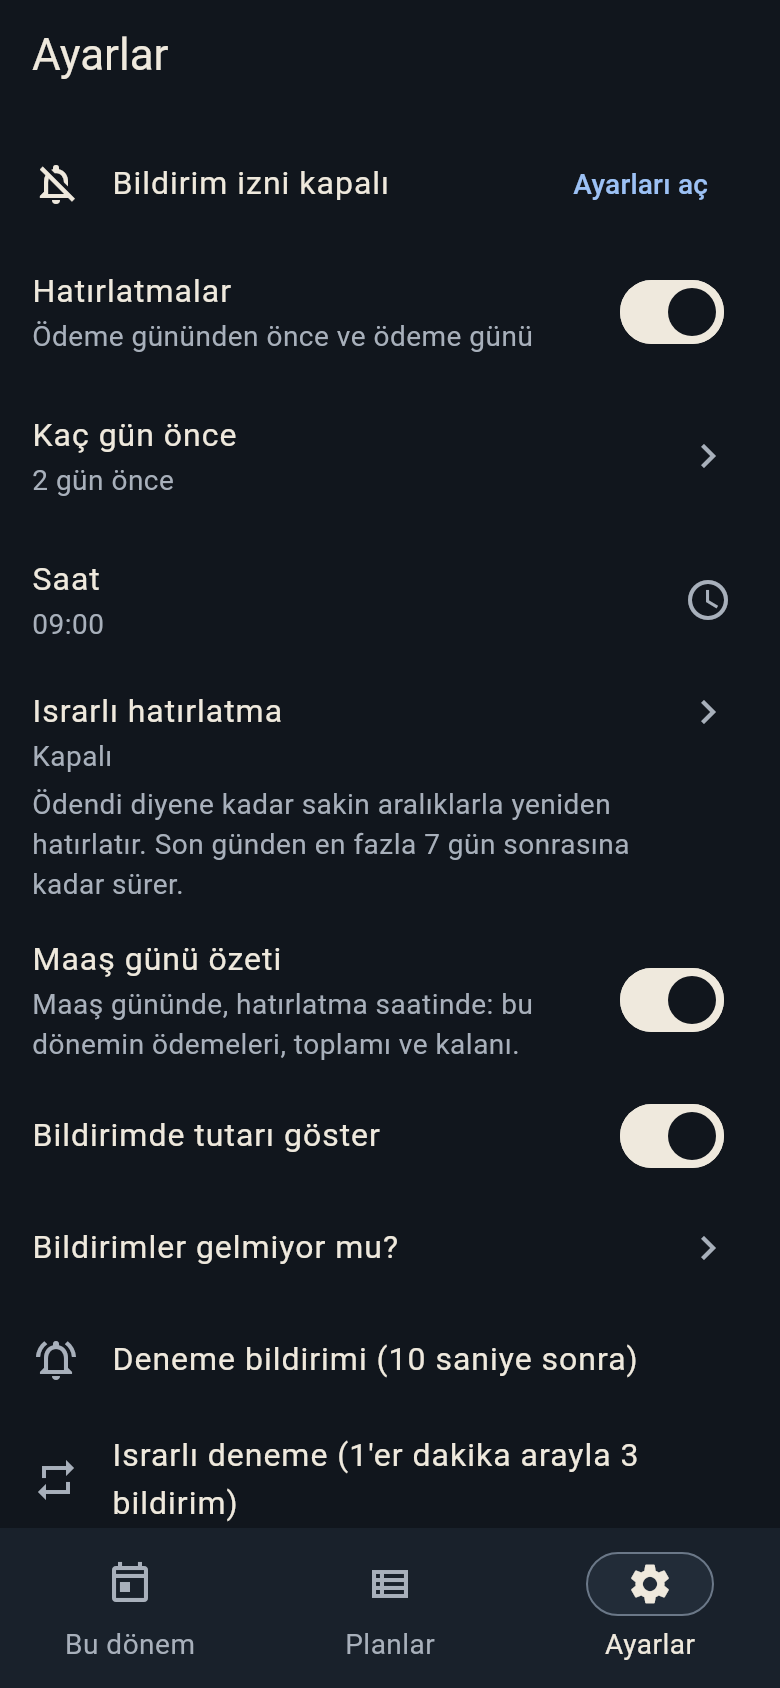 Ayarlar
Bildirim izni kapalı
Ayarları aç
Hatırlatmalar
Ödeme gününden önce ve ödeme günü
Kaç gün önce
2 gün önce
Saat
09:00
Israrlı hatırlatma
Kapalı
Ödendi diyene kadar sakin aralıklarla yeniden
hatırlatır. Son günden en fazla 7 gün sonrasına
kadar sürer.
Maaş günü özeti
Maaş gününde, hatırlatma saatinde: bu
dönemin ödemeleri, toplamı ve kalanı.
Bildirimde tutarı göster
Bildirimler gelmiyor mu?
Deneme bildirimi (10 saniye sonra)
Israrlı deneme (1'er dakika arayla 3
bildirim)
Bu dönem
Planlar
Ayarlar